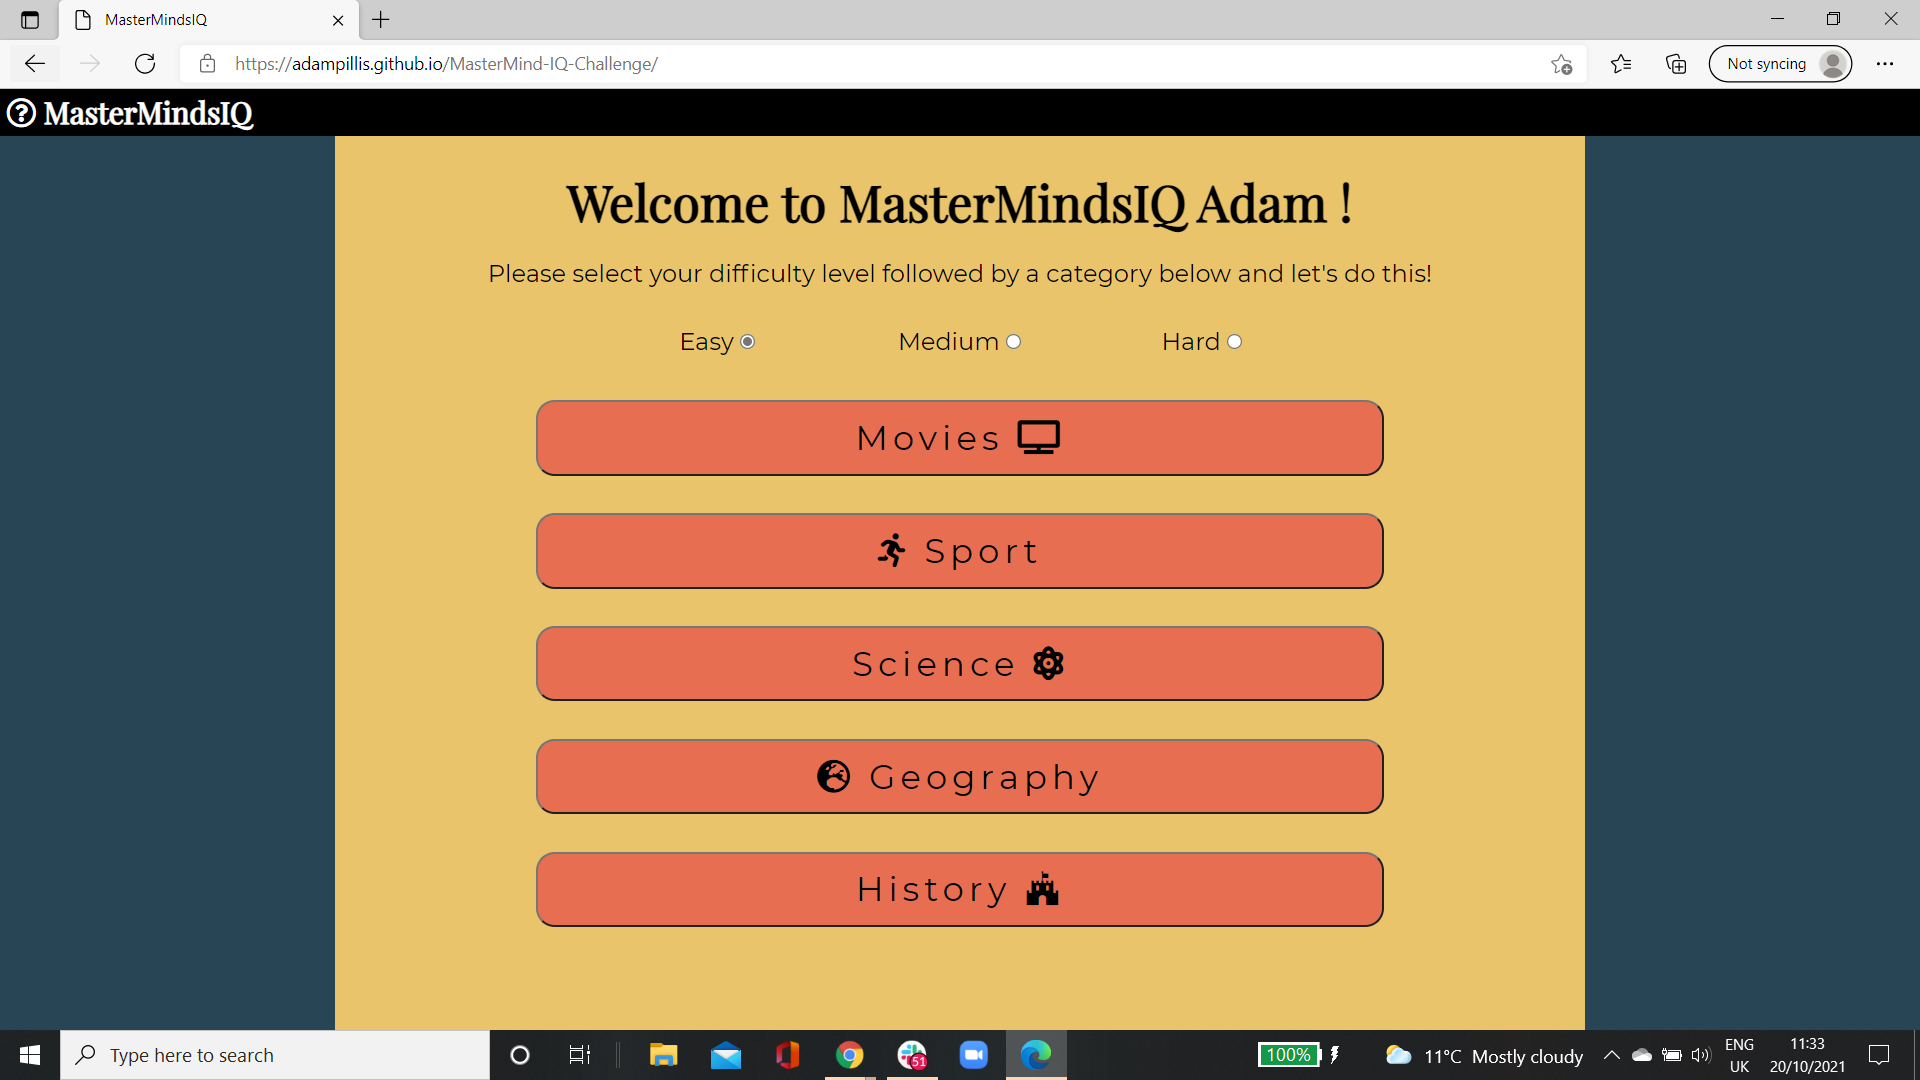 MasterMindsIQ
https://adampillis.github.io/MasterMind-IQ-Challenge/
Not syncing
MasterMindsIQ
Welcome to MasterMindsIQ Adam !
Please select your difficulty level followed by a category below and let's do this!
Easy Medium Hard
Movies
Sport
Science
Geography
History
Type here to search
51
100%
11°C Mostly cloudy
ENG
UK
11:33
20/10/2021